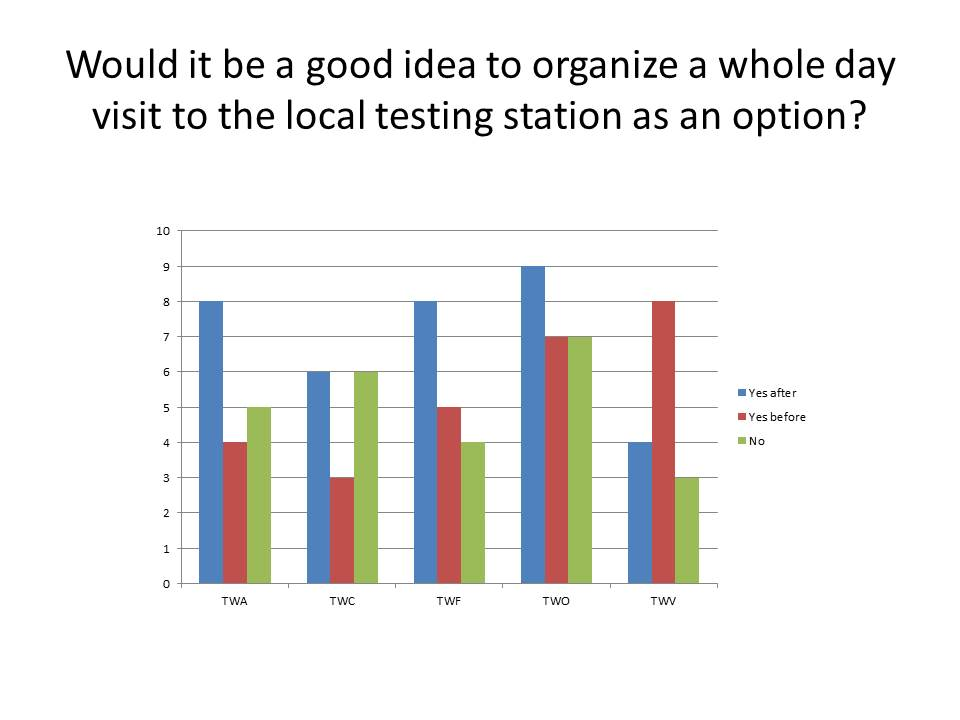 Would it be a good idea to organize a whole day
visit to the local testing station as an option?
10
9
8
7
6
5
4
3
2
1
0
TWA TWC TWF TWO TWV
Yes after
Yes before
No